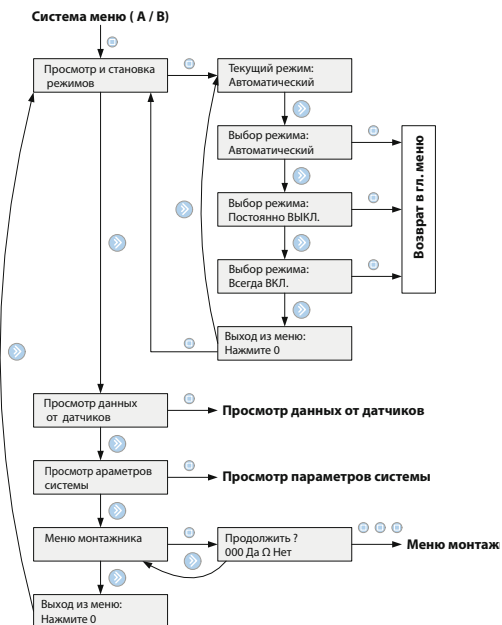 Система меню ( А / В)
Просмотр и становка
режимов
Текущий режим:
Автоматический
Выбор режима:
Автоматический
Выбор режима:
Постоянно ВЫКЛ.
Выбор режима:
Всегда ВКЛ.
Выход из меню:
Нажмите 0
Возврат в гл. меню
Просмотр данных
от датчиков
Просмотр данных от датчиков
Просмотр араметров
системы
Просмотр параметров системы
Меню монтажника
Продолжить ?
000 Да Ω Нет
Меню монтаж
Выход из меню:
Нажмите 0